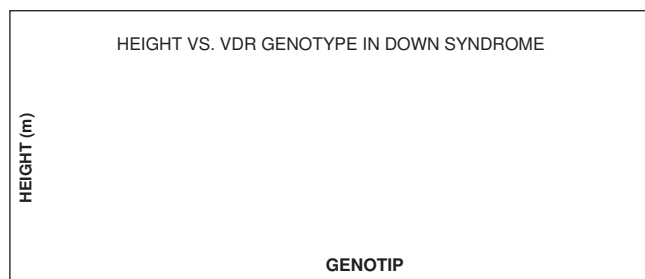 HEIGHT VS. VDR GENOTYPE IN DOWN SYNDROME
HEIGHT (m)
GENOTIP